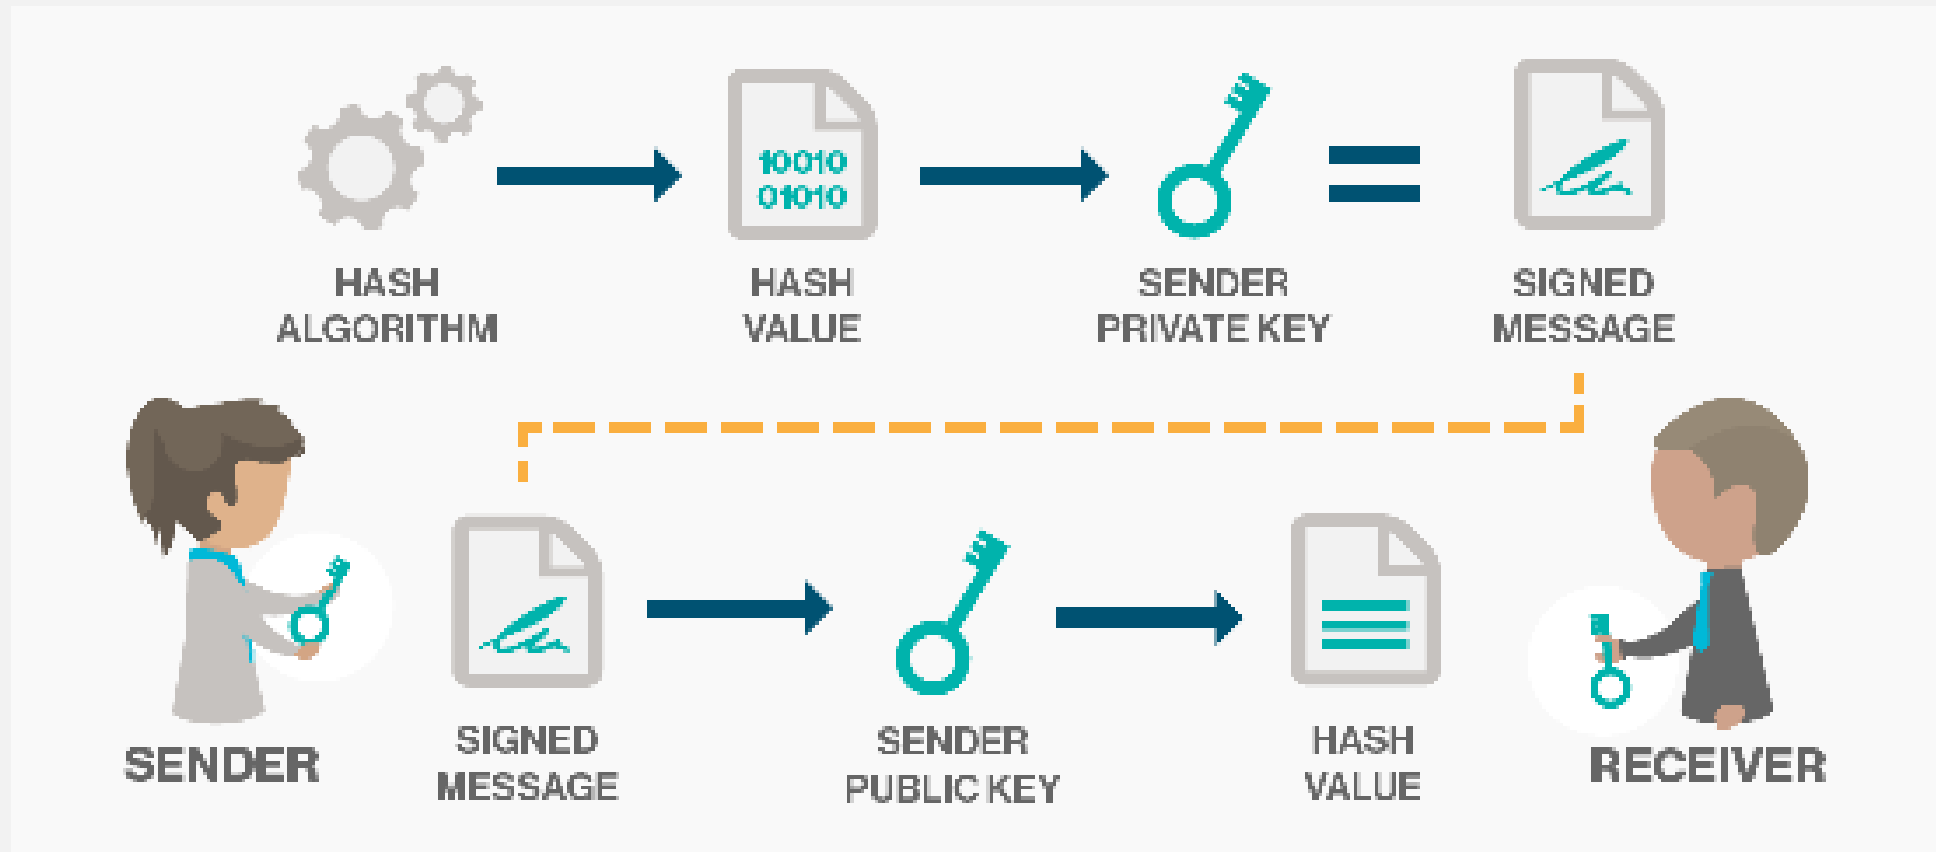 10010
01010
HASH
ALGORITHM
HASH
VALUE
SENDER
PRIVATE KEY
SIGNED
MESSAGE
SENDER
SIGNED
MESSAGE
SENDER
PUBLIC KEY
HASH
VALUE
RECEIVER